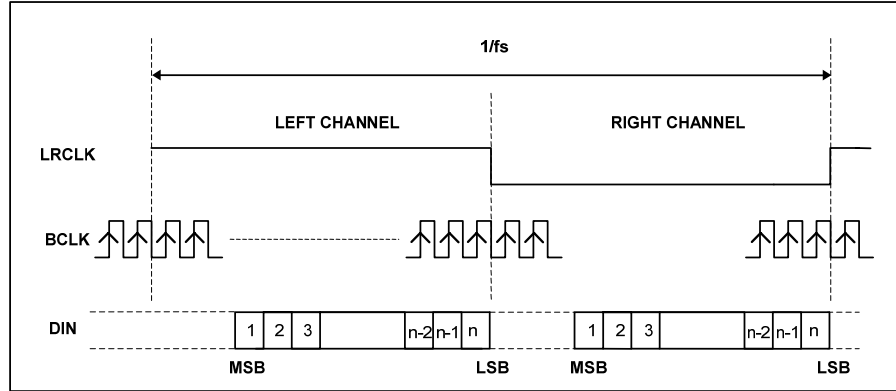 1/fs
LEFT CHANNEL RIGHT CHANNEL
LRCLK
BCLK
DIN 1 2 3 n-2 n-1 n 1 2 3 n-2 n-1 n
MSB LSB MSB LSB